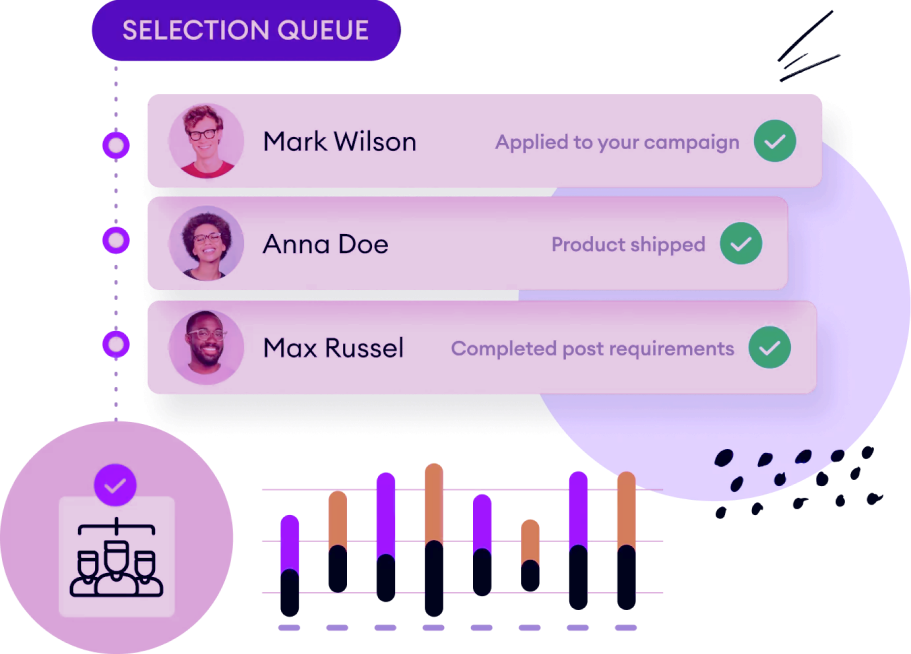 SELECTION QUEUE
Mark Wilson Applied to your campaign
Anna Doe Product shipped
Max Russel Completed post requirements